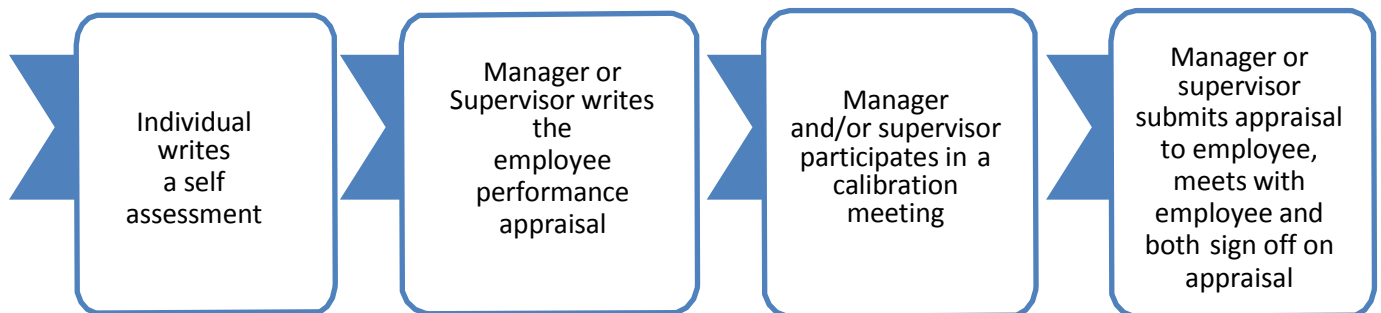 Individual
writes
a self
assessment
Manager or
Supervisor writes
the
employee
performance
appraisal
Manager
and/or supervisor
participates in a
calibration
meeting
Manager or
supervisor
submits appraisal
to employee,
meets with
employee and
both sign off on
appraisal